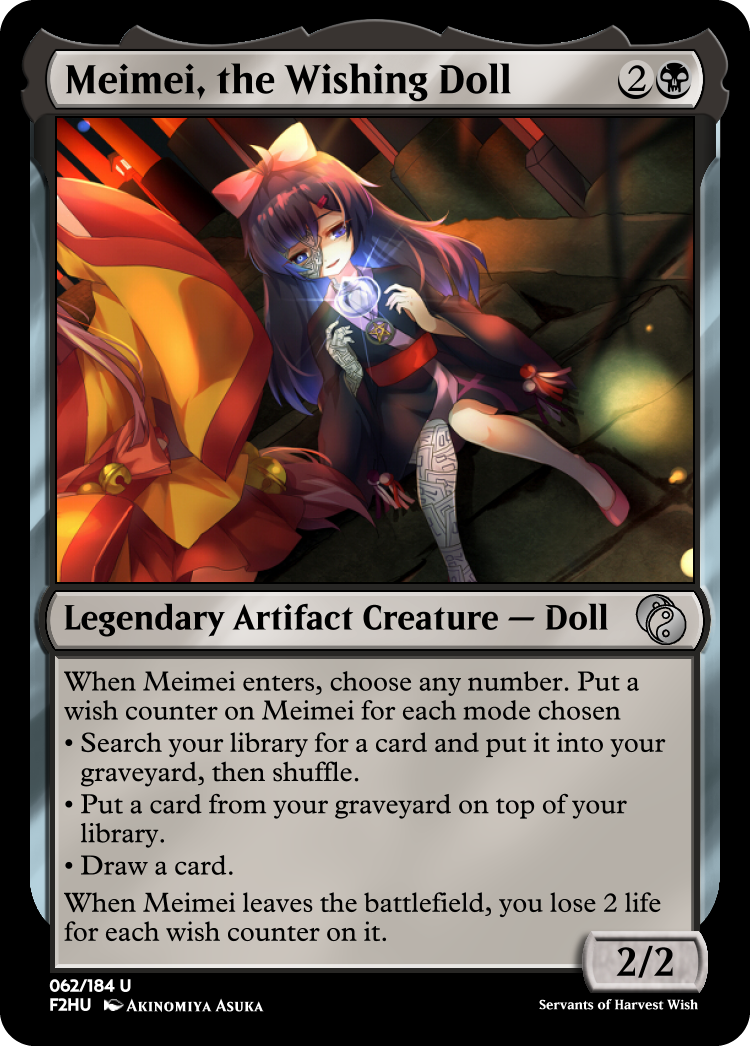 Meimei, the Wishing Doll 2
Legendary Artifact Creature — Doll
When Meimei enters, choose any number. Put a
wish counter on Meimei for each mode chosen
• Search your library for a card and put it into your
graveyard, then shuffle.
• Put a card from your graveyard on top of your
library.
• Draw a card.
When Meimei leaves the battlefield, you lose 2 life
for each wish counter on it.
2/2
062/184 U
F2HU AKINOMIYA ASUKA
Servants of Harvest Wish